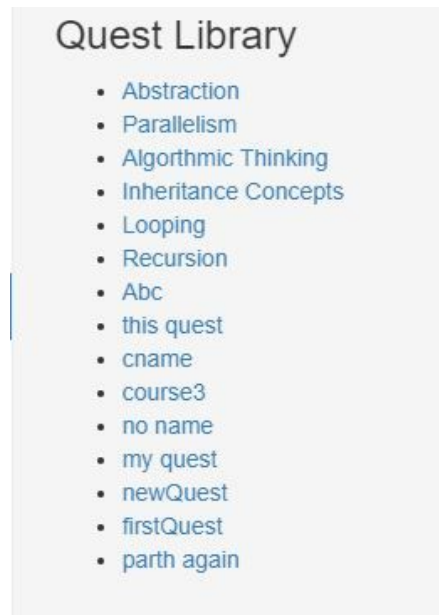 Quest Library
Abstraction
Parallelism
Algorthmic Thinking
Inheritance Concepts
Looping
Recursion
Abc
this quest
cname
course3
no name
my quest
newQuest
firstQuest
parth again